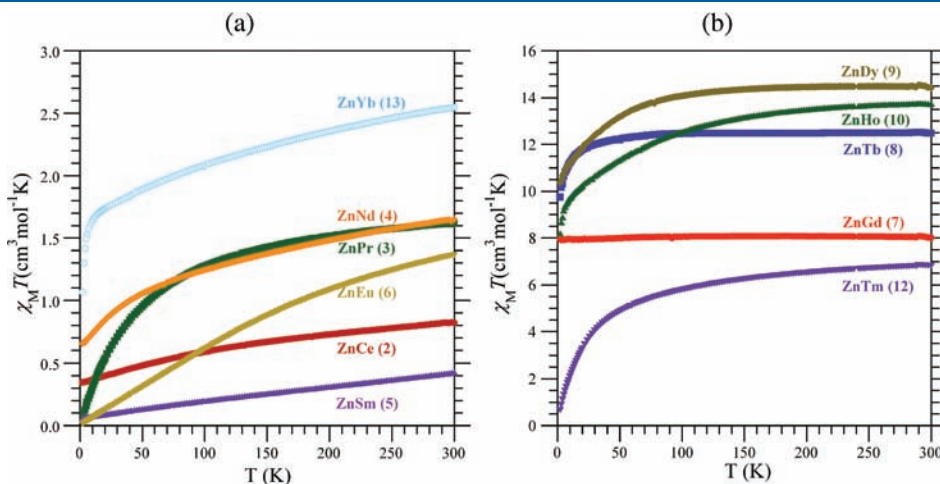 (a)
3.0
2.5
2.0
1.5
1.0
0.5
0.0
χMT(cm³mol⁻¹K)
ZnYb (13)
ZnNd (4)
ZnPr (3)
ZnEu (6)
ZnCe (2)
ZnSm (5)
0 50 100 150 200 250 300
T (K)
(b)
16
14
12
10
8
6
4
2
0
χMT(cm³mol⁻¹K)
ZnDy (9)
ZnHo (10)
ZnTb (8)
ZnGd (7)
ZnTm (12)
0 50 100 150 200 250 300
T (K)